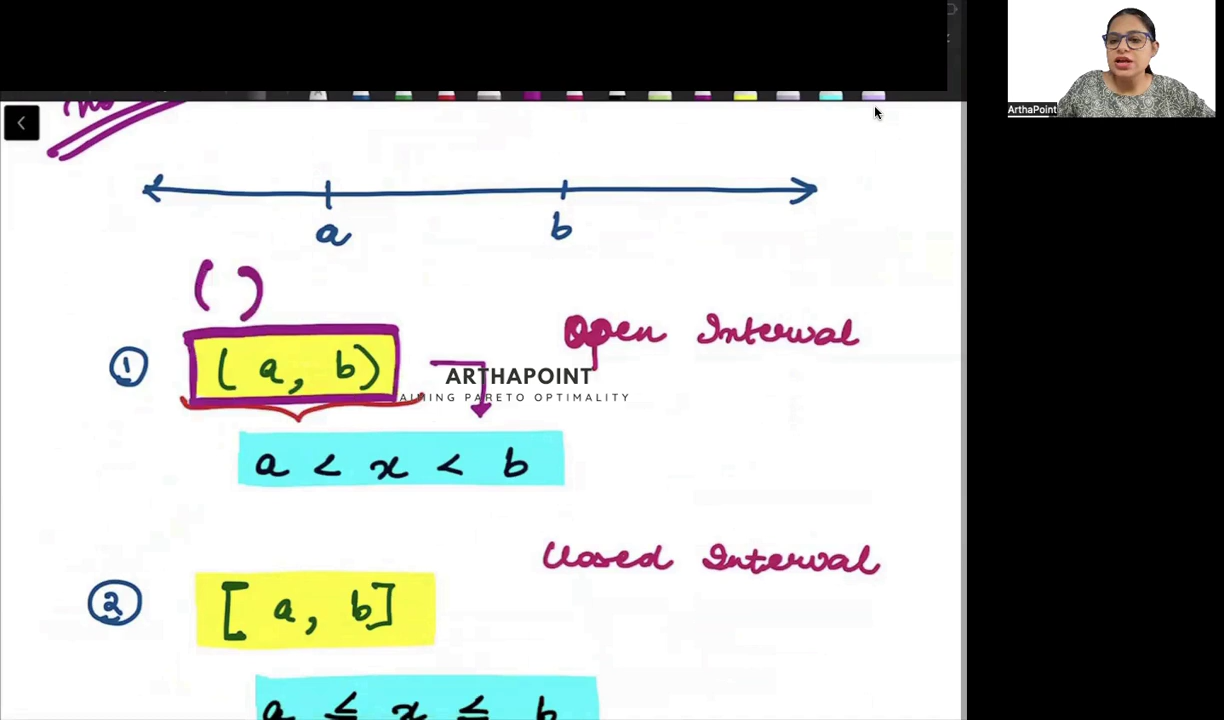 ArthaPoint
a b
( )
① (a, b) Open Interval
ARTHAPOINT
AIMING PARETO OPTIMALITY
a < x < b
Closed Interval
② [a, b]
a ≤ x ≤ b